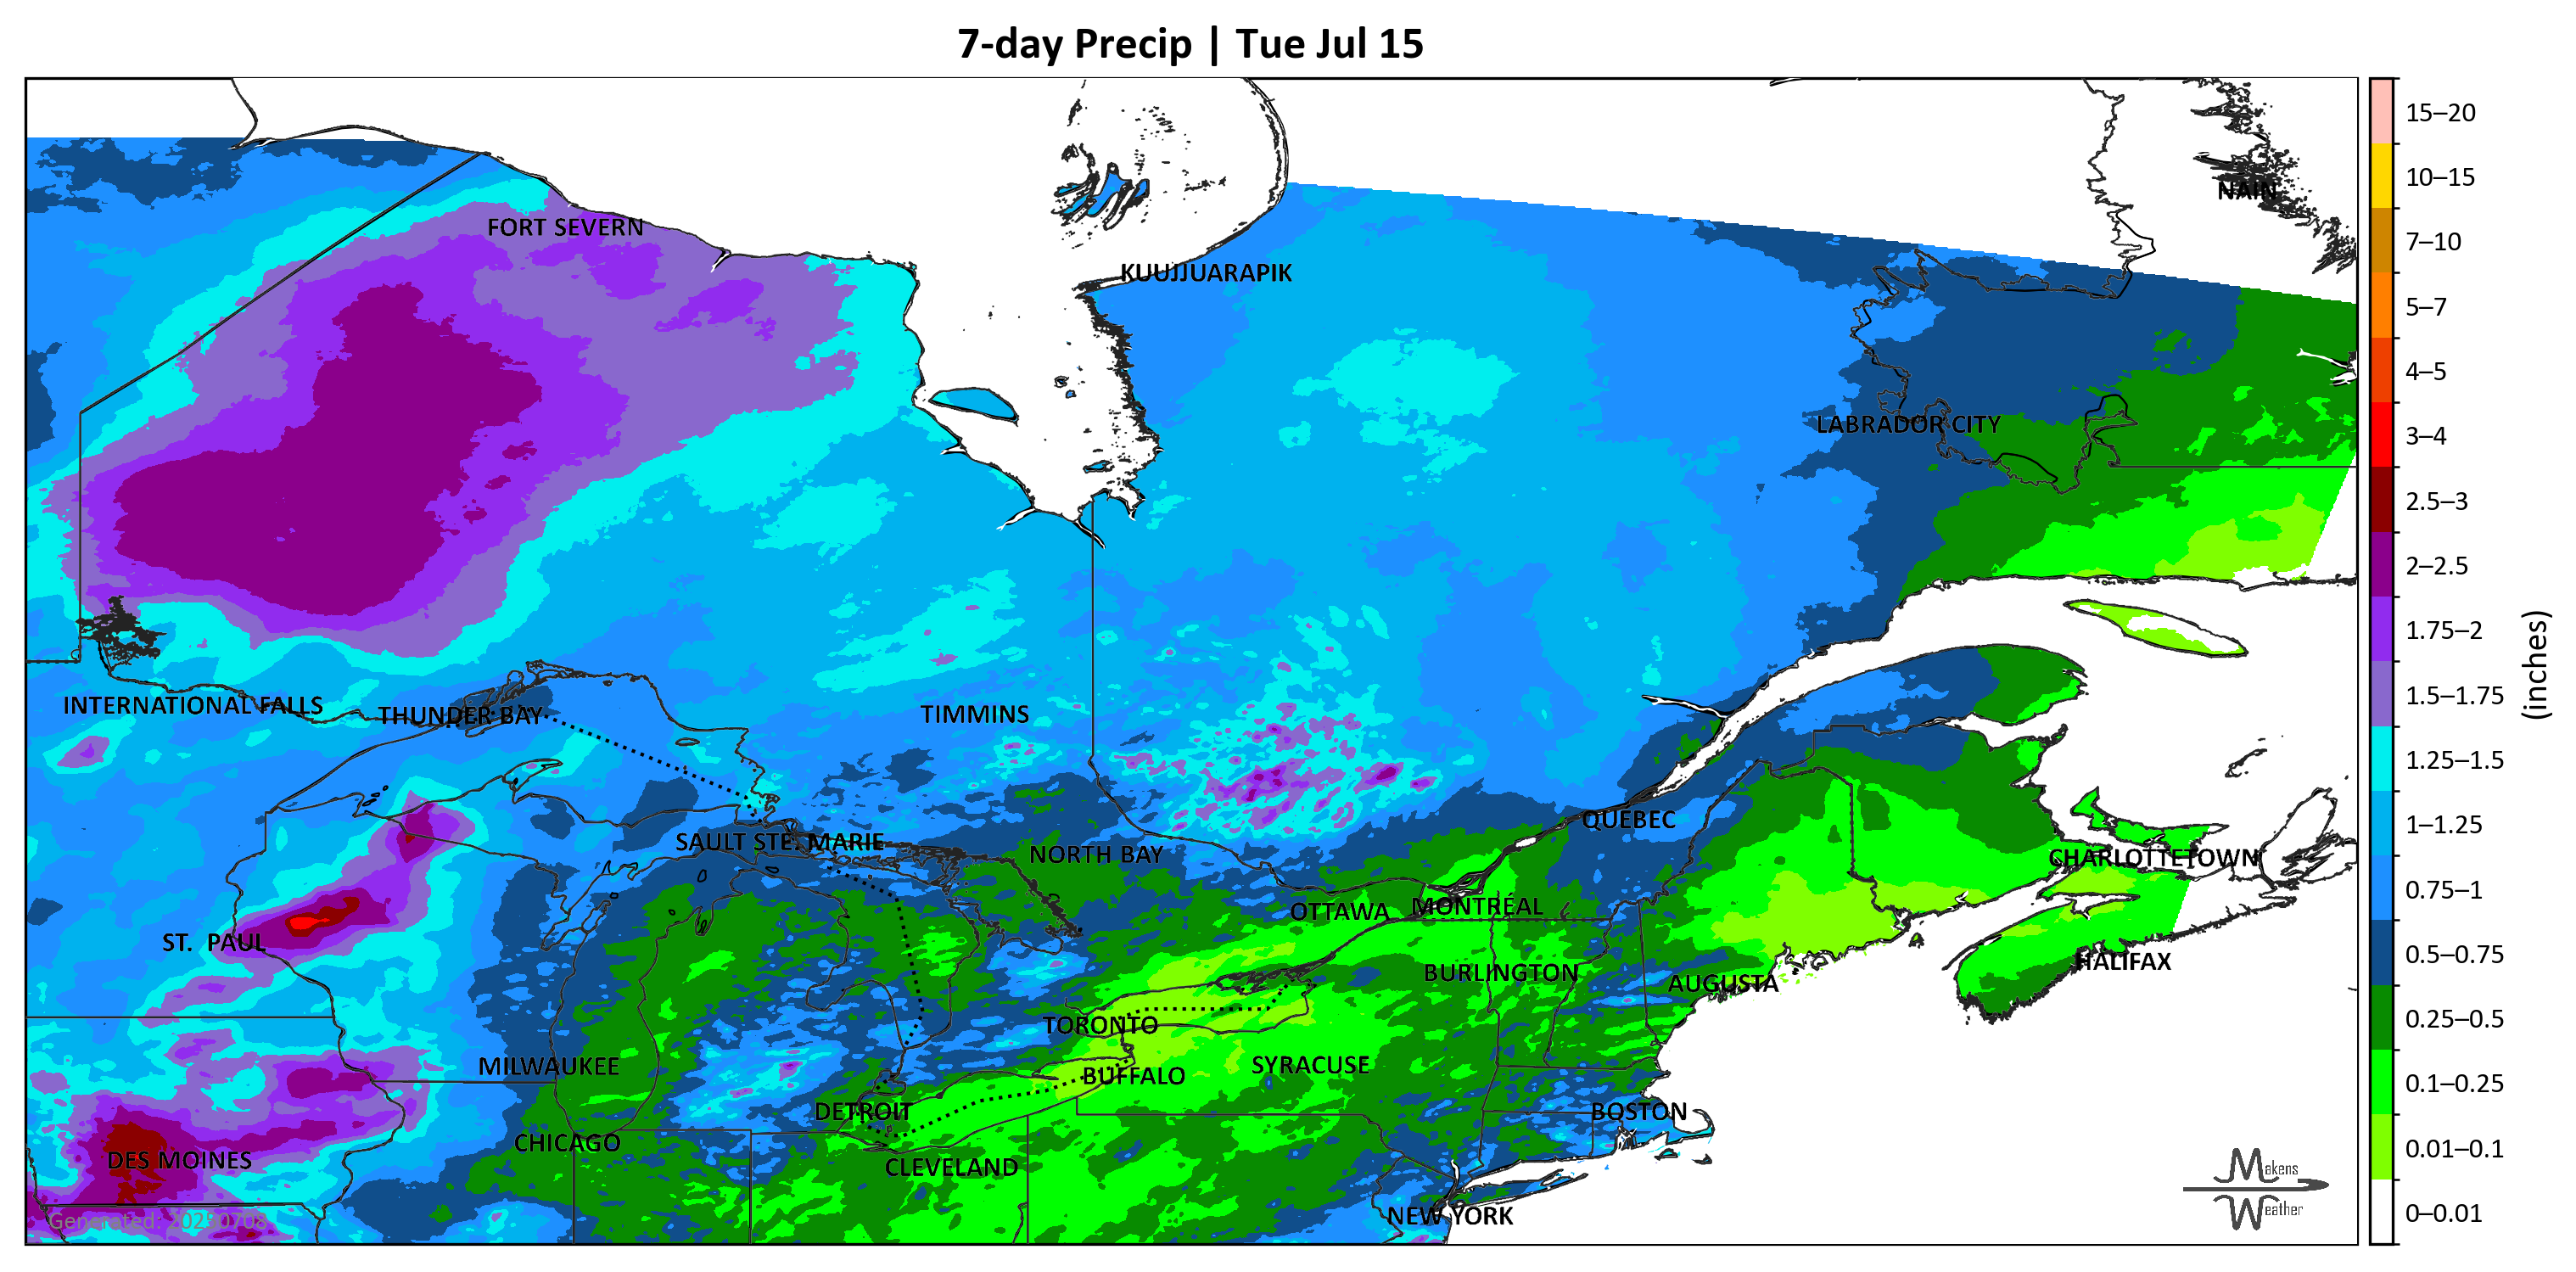 7-day Precip | Tue Jul 15
NAIN
FORT SEVERN
KUUJJUARAPIK
LABRADOR CITY
INTERNATIONAL FALLS
THUNDER BAY
TIMMINS
QUEBEC
SAULT STE. MARIE
NORTH BAY
CHARLOTTETOWN
OTTAWA
MONTRÉAL
ST. PAUL
HALIFAX
BURLINGTON
AUGUSTA
TORONTO
MILWAUKEE
SYRACUSE
BUFFALO
DETROIT
BOSTON
CHICAGO
DES MOINES
CLEVELAND
NEW YORK
Generated: 20250708
Makens
Weather
15–20
10–15
7–10
5–7
4–5
3–4
2.5–3
2–2.5
1.75–2
1.5–1.75
1.25–1.5
1–1.25
0.75–1
0.5–0.75
0.25–0.5
0.1–0.25
0.01–0.1
0–0.01
(inches)